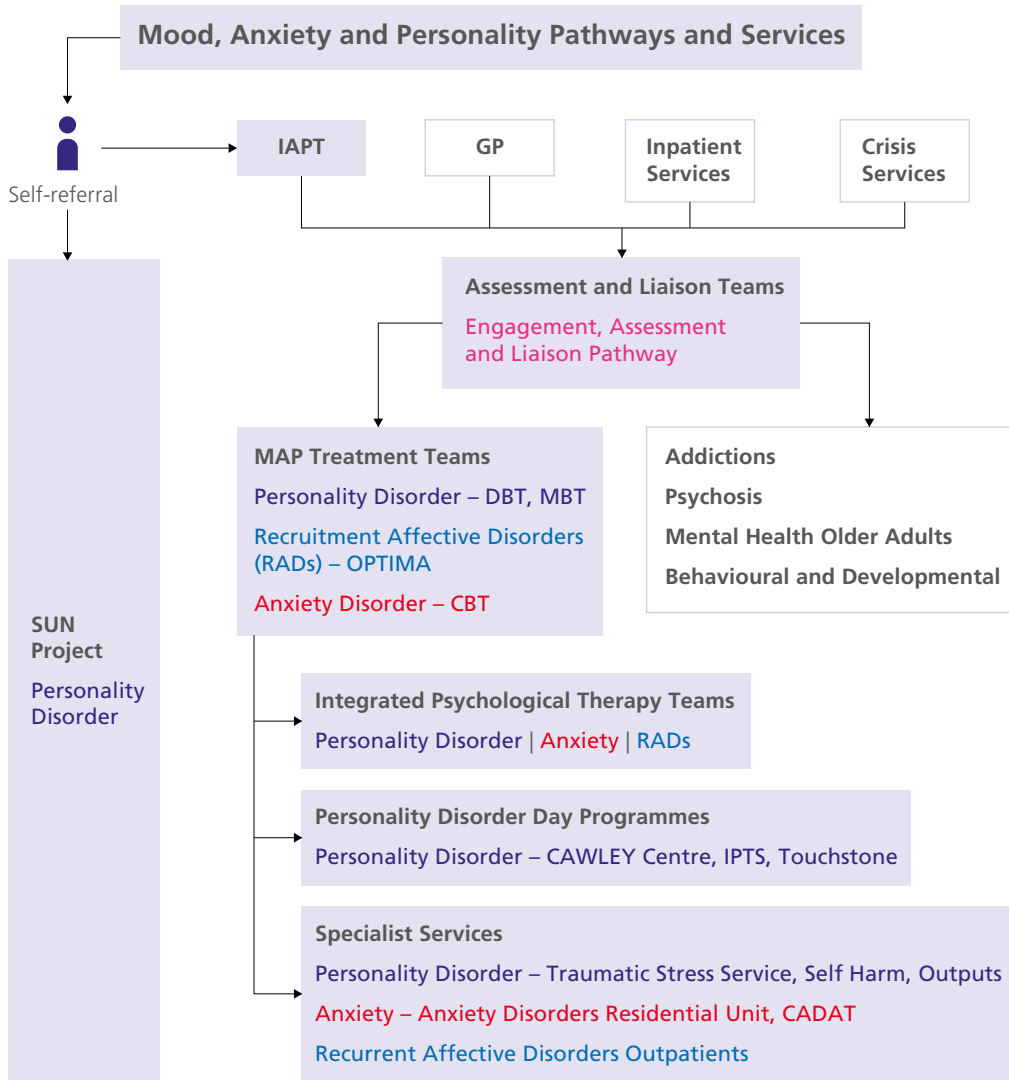 Mood, Anxiety and Personality Pathways and Services
Self-referral
IAPT
GP
Inpatient
Services
Crisis
Services
Assessment and Liaison Teams
Engagement, Assessment
and Liaison Pathway
MAP Treatment Teams
Personality Disorder – DBT, MBT
Recruitment Affective Disorders
(RADs) – OPTIMA
Anxiety Disorder – CBT
Addictions
Psychosis
Mental Health Older Adults
Behavioural and Developmental
SUN
Project
Personality
Disorder
Integrated Psychological Therapy Teams
Personality Disorder | Anxiety | RADs
Personality Disorder Day Programmes
Personality Disorder – CAWLEY Centre, IPTS, Touchstone
Specialist Services
Personality Disorder – Traumatic Stress Service, Self Harm, Outputs
Anxiety – Anxiety Disorders Residential Unit, CADAT
Recurrent Affective Disorders Outpatients